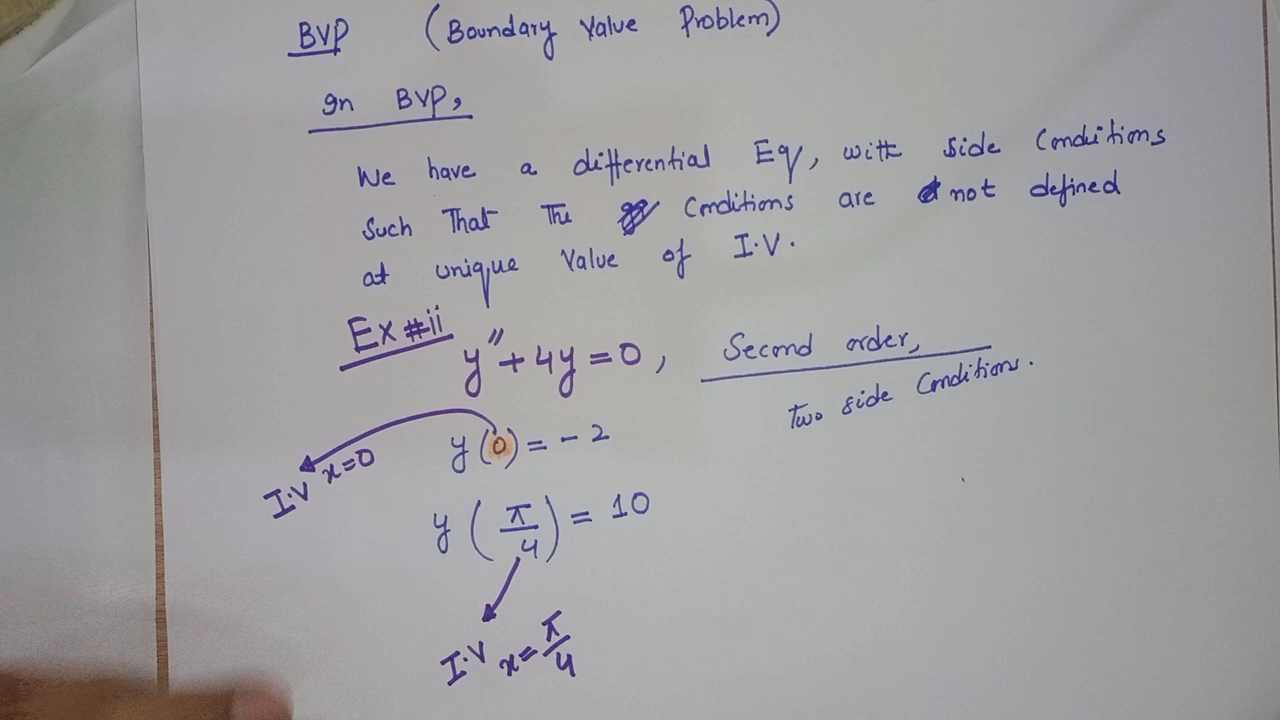 BVP (Boundary Value Problem)
In BVP,
We have a differential Eq, with side Conditions
Such That The Conditions are not defined
at unique Value of I.V.
Ex #ii
y″ + 4y = 0, Second order,
Two side Conditions.
y(0) = -2
I.V x=0
y(π/4) = 10
I.V x = π/4